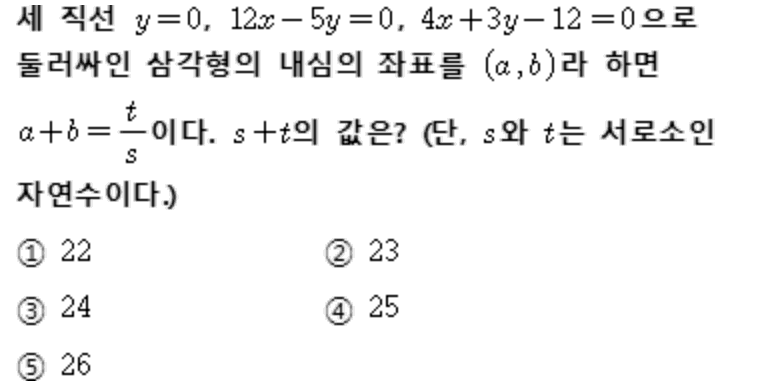 세 직선 y=0, 12x-5y=0, 4x+3y-12=0으로
둘러싸인 삼각형의 내심의 좌표를 (a,b)라 하면
a+b=t/s이다. s+t의 값은? (단, s와 t는 서로소인
자연수이다.)
① 22 ② 23
③ 24 ④ 25
⑤ 26